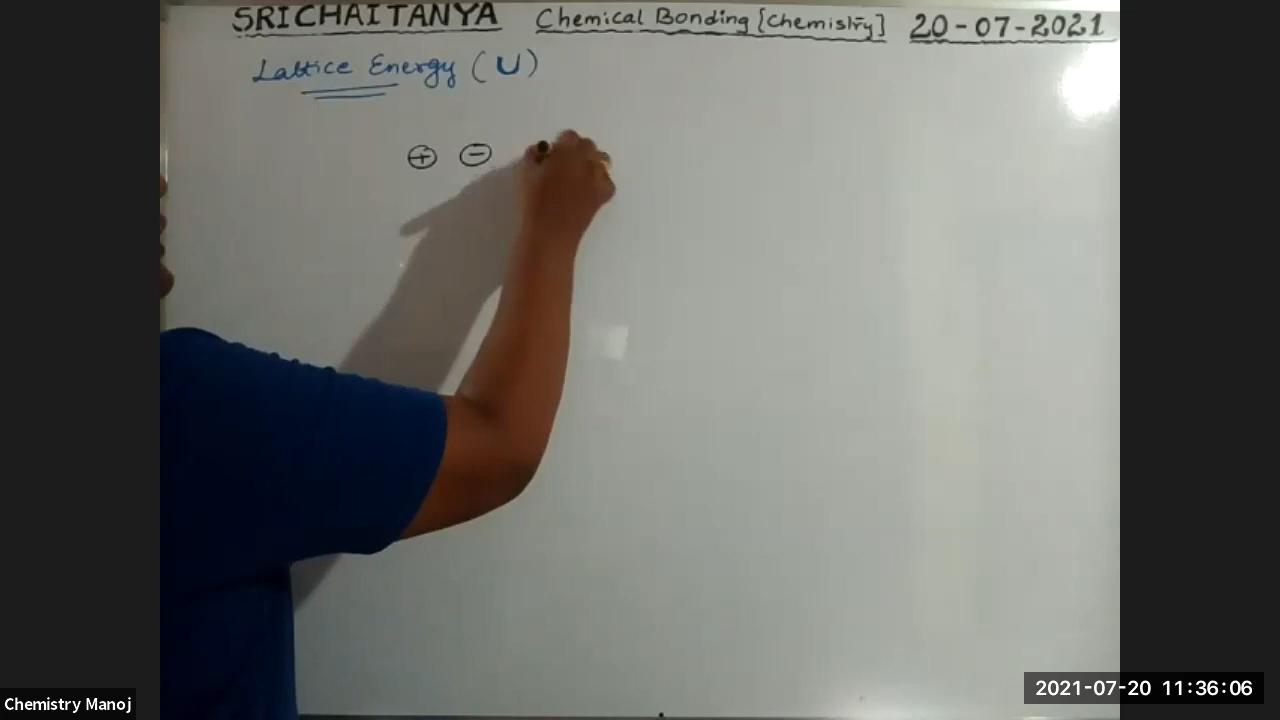 SRICHAITANYA Chemical Bonding [Chemistry] 20-07-2021
Lattice Energy (U)
+ −
Chemistry Manoj
2021-07-20 11:36:06